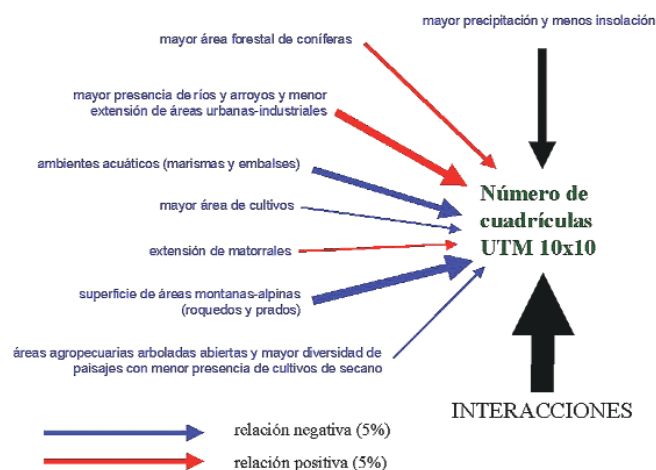 mayor precipitación y menos insolación
mayor área forestal de coníferas
mayor presencia de ríos y arroyos y menor
extensión de áreas urbanas-industriales
ambientes acuáticos (marismas y embalses)
mayor área de cultivos
extensión de matorrales
superficie de áreas montanas-alpinas
(roquedos y prados)
áreas agropecuarias arboladas abiertas y mayor diversidad de
paisajes con menor presencia de cultivos de secano
Número de
cuadrículas
UTM 10x10
INTERACCIONES
relación negativa (5%)
relación positiva (5%)